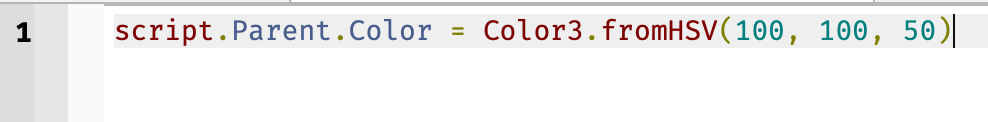 1 script.Parent.Color = Color3.fromHSV(100, 100, 50)